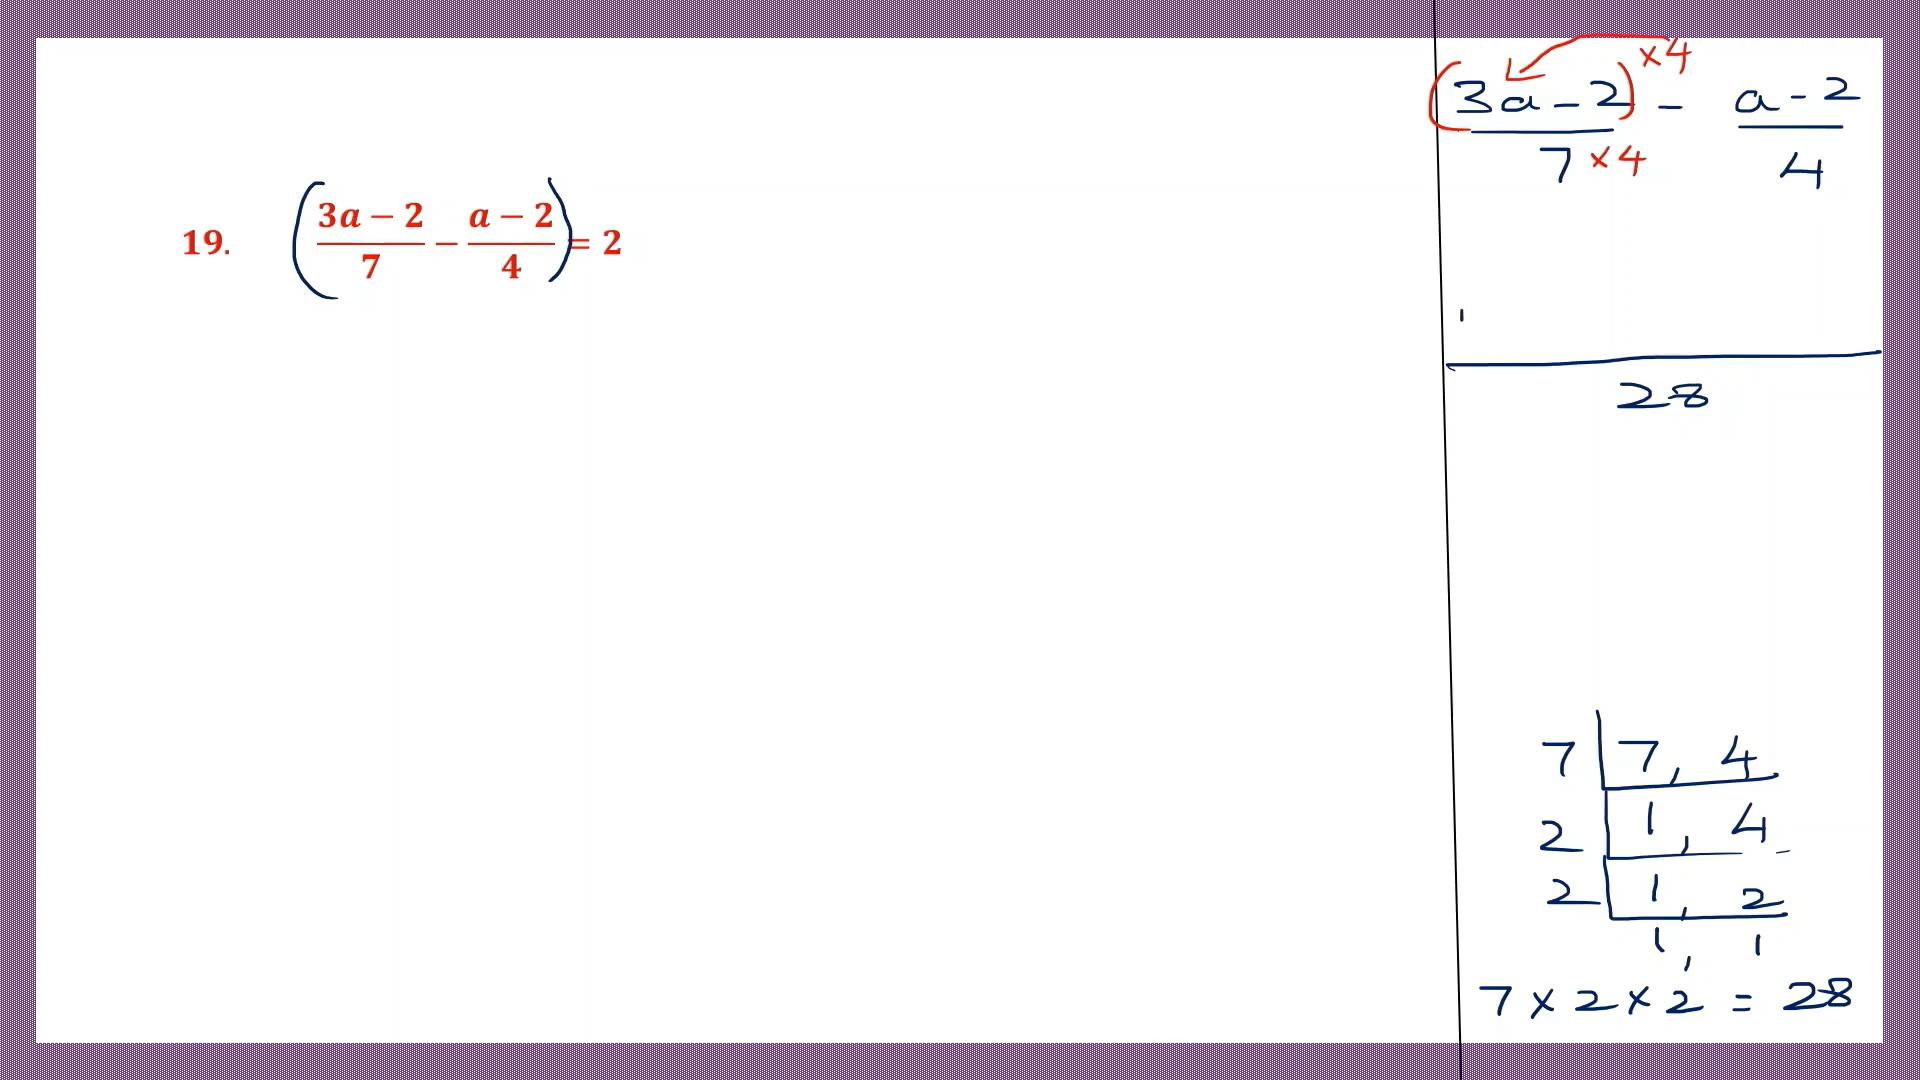 19. (3a − 2/7 − a − 2/4) = 2
(3a − 2)×4/7×4 − a − 2/4
28
7 | 7, 4
2 | 1, 4
2 | 1, 2
1, 1
7 × 2 × 2 = 28